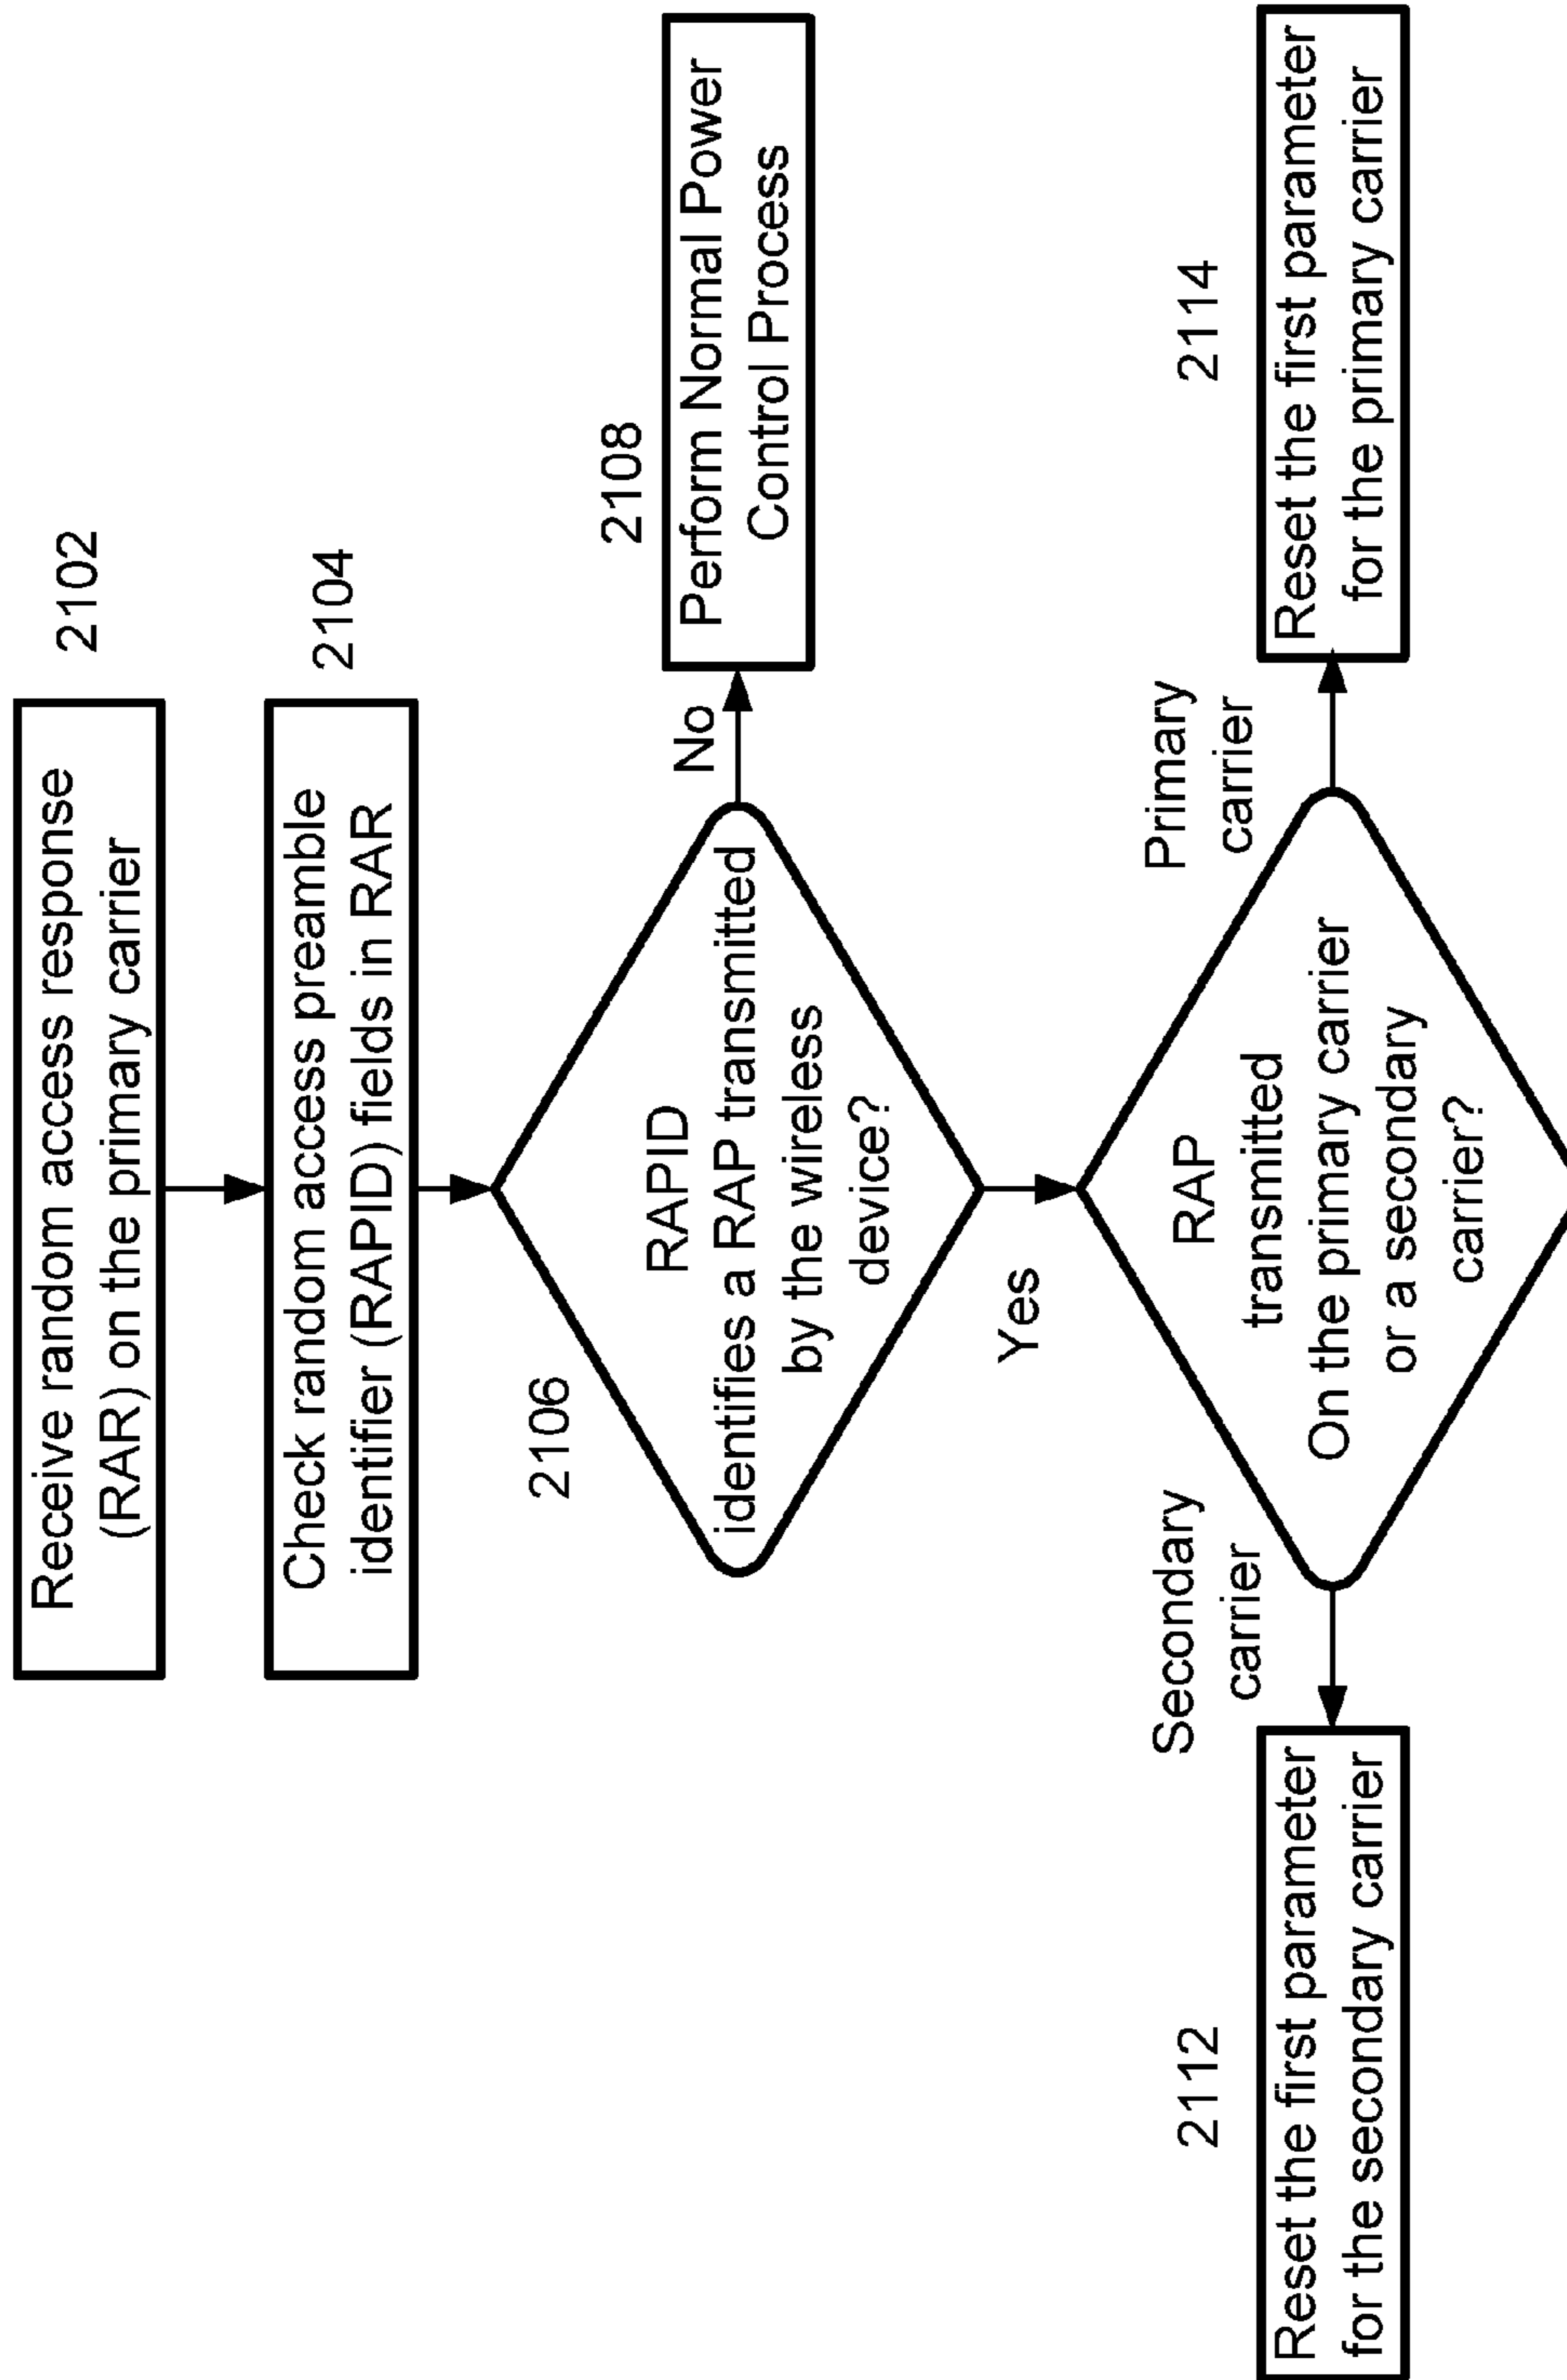 2102
Receive random access response
(RAR) on the primary carrier
2104
Check random access preamble
identifier (RAPID) fields in RAR
2106
RAPID
identifies a RAP transmitted
by the wireless
device?
No
2108
Perform Normal Power
Control Process
Yes
RAP
transmitted
On the primary carrier
or a secondary
carrier?
Secondary
carrier
Primary
carrier
2112
Reset the first parameter
for the secondary carrier
2114
Reset the first parameter
for the primary carrier